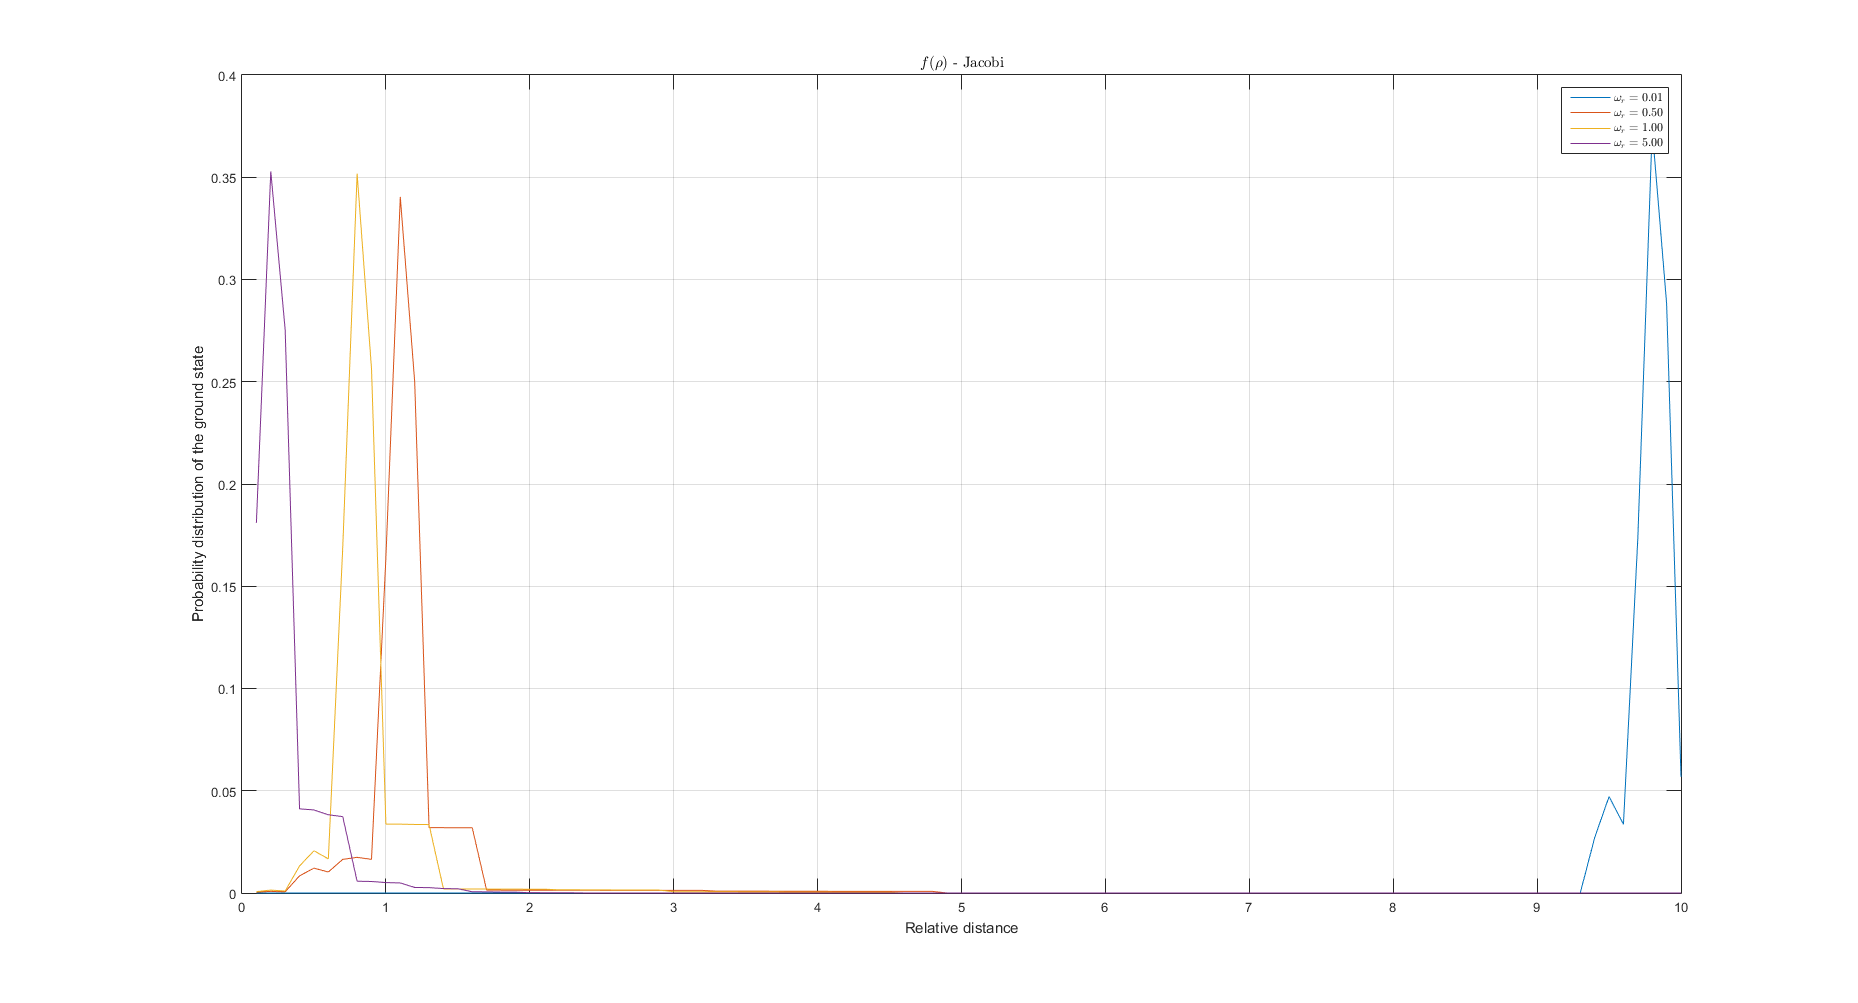 f(ρ) - Jacobi
ω_r = 0.01
ω_r = 0.50
ω_r = 1.00
ω_r = 5.00
0.4
0.35
0.3
0.25
0.2
0.15
0.1
0.05
0
Probability distribution of the ground state
0 1 2 3 4 5 6 7 8 9 10
Relative distance